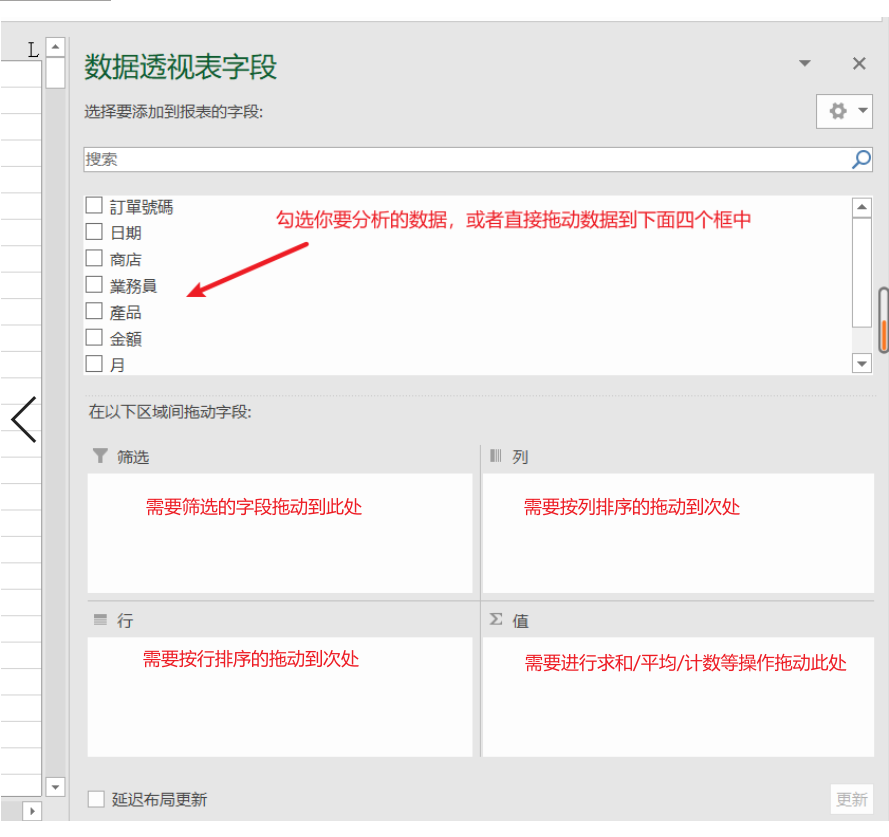 L
数据透视表字段
选择要添加到报表的字段:
搜索
訂單號碼
勾选你要分析的数据，或者直接拖动数据到下面四个框中
日期
商店
業務員
產品
金額
月
在以下区域间拖动字段:
筛选
列
需要筛选的字段拖动到此处
需要按列排序的拖动到次处
行
Σ 值
需要按行排序的拖动到次处
需要进行求和/平均/计数等操作拖动此处
延迟布局更新
更新